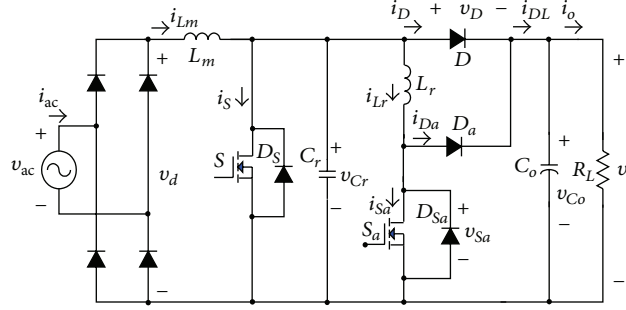 i_Lm
L_m
i_D
+ v_D −
D
i_DL
i_o
i_ac
+
v_ac
−
+
v_d
−
i_S
S
D_S
C_r
+
v_Cr
−
i_Lr
L_r
i_Da
D_a
i_Sa
S_a
D_Sa
+
v_Sa
−
C_o
+
v_Co
−
R_L
+
v
−